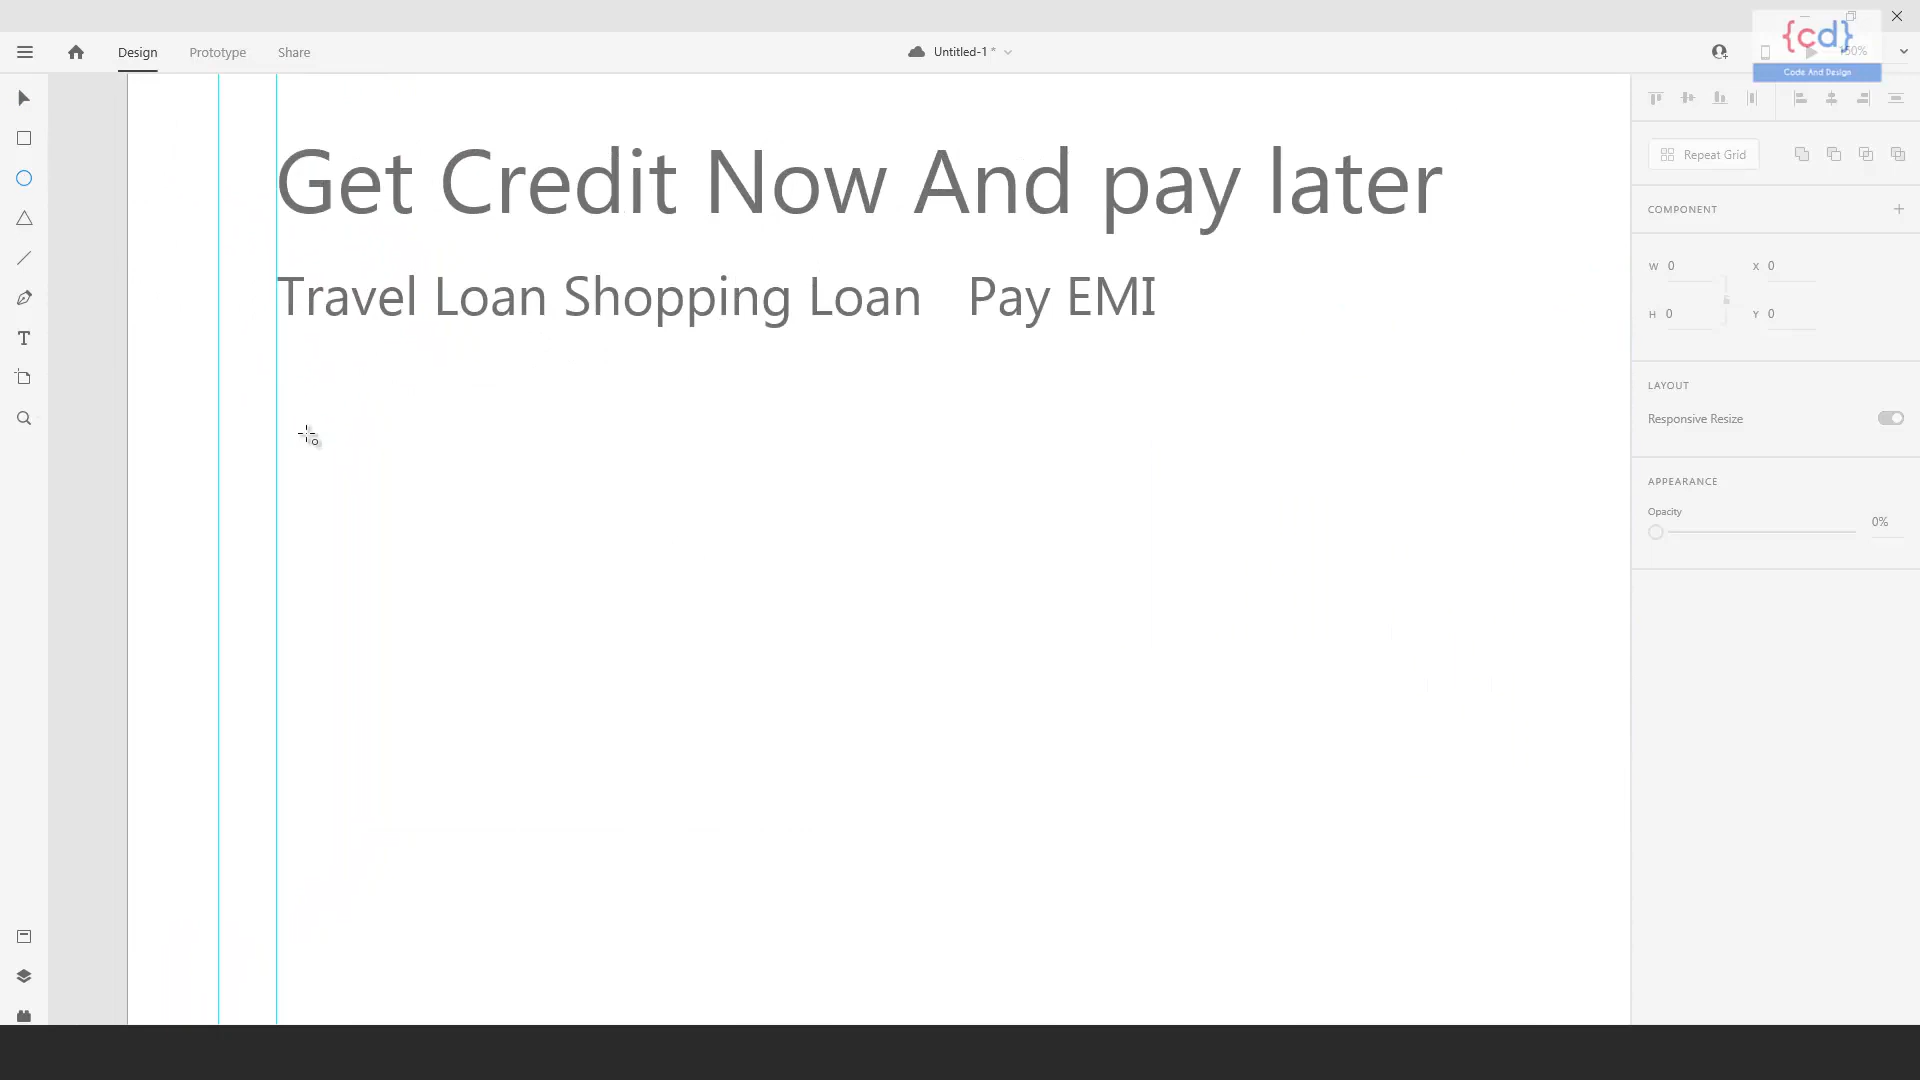 Design
Prototype
Share
Untitled-1 *
{cd}
Code And Design
Get Credit Now And pay later
Travel Loan Shopping Loan   Pay EMI
Repeat Grid
COMPONENT
W 0
X 0
H 0
Y 0
LAYOUT
Responsive Resize
APPEARANCE
Opacity
0%
T